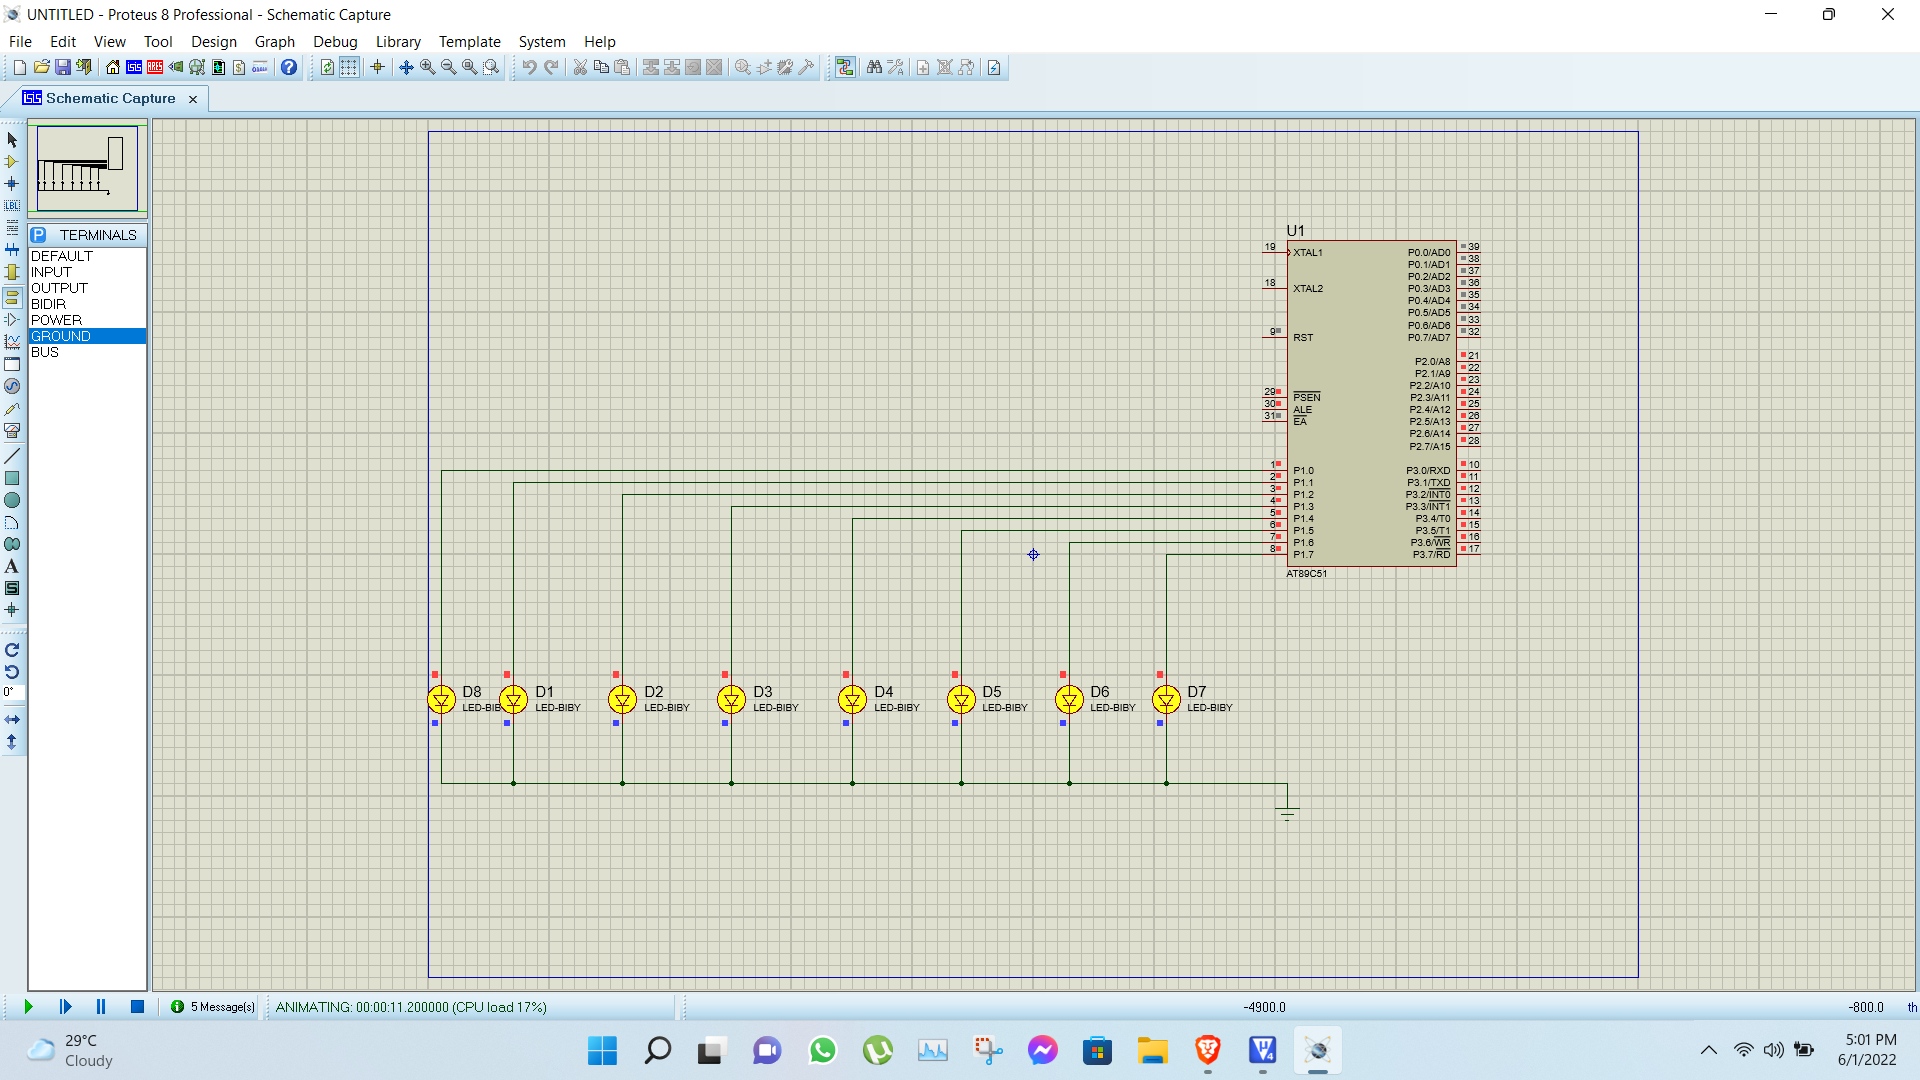 UNTITLED - Proteus 8 Professional - Schematic Capture
File Edit View Tool Design Graph Debug Library Template System Help
Schematic Capture
TERMINALS
DEFAULT
INPUT
OUTPUT
BIDIR
POWER
GROUND
BUS
LBL
0°
U1
19 XTAL1
18 XTAL2
9 RST
29 PSEN
30 ALE
31 EA
1 P1.0
2 P1.1
3 P1.2
4 P1.3
5 P1.4
6 P1.5
7 P1.6
8 P1.7
P0.0/AD0 39
P0.1/AD1 38
P0.2/AD2 37
P0.3/AD3 36
P0.4/AD4 35
P0.5/AD5 34
P0.6/AD6 33
P0.7/AD7 32
P2.0/A8 21
P2.1/A9 22
P2.2/A10 23
P2.3/A11 24
P2.4/A12 25
P2.5/A13 26
P2.6/A14 27
P2.7/A15 28
P3.0/RXD 10
P3.1/TXD 11
P3.2/INT0 12
P3.3/INT1 13
P3.4/T0 14
P3.5/T1 15
P3.6/WR 16
P3.7/RD 17
AT89C51
D8 D1 D2 D3 D4 D5 D6 D7
LED-BIB LED-BIBY LED-BIBY LED-BIBY LED-BIBY LED-BIBY LED-BIBY LED-BIBY
5 Message(s) ANIMATING: 00:00:11.200000 (CPU load 17%) -4900.0 -800.0 th
29°C
Cloudy
5:01 PM
6/1/2022